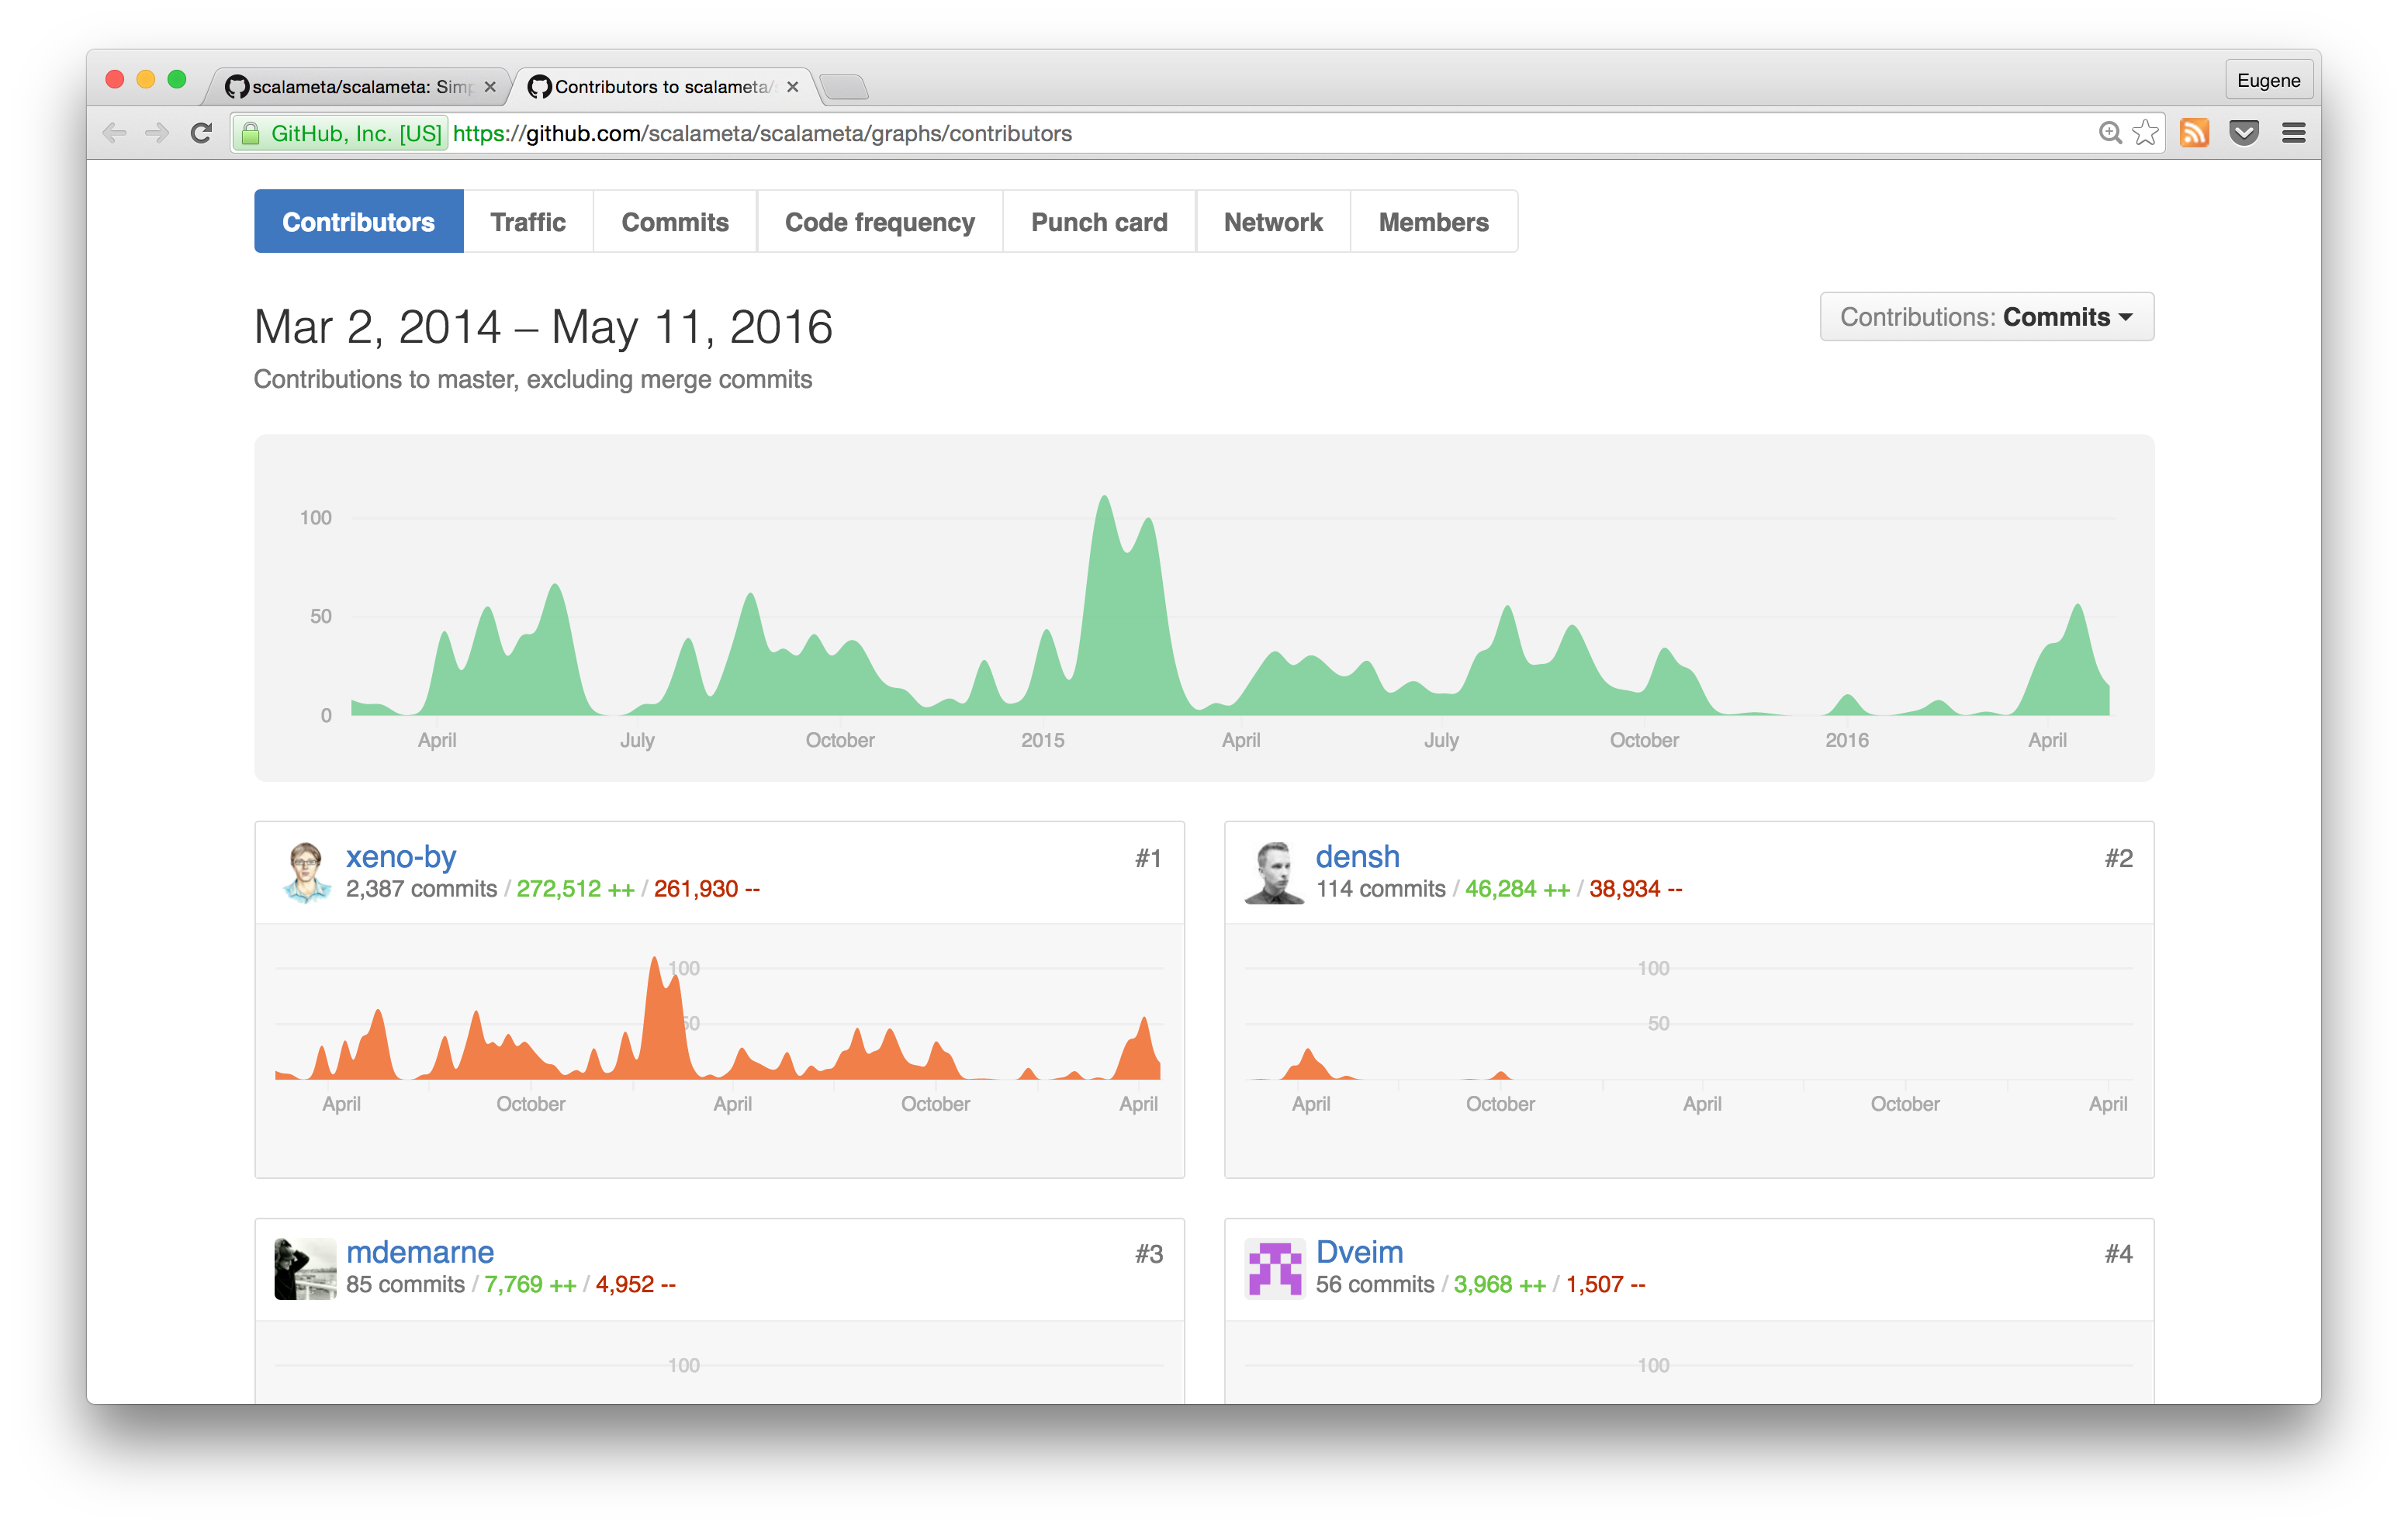 scalameta/scalameta: Sim
Contributors to scalameta/
Eugene
GitHub, Inc. [US] https://github.com/scalameta/scalameta/graphs/contributors
Contributors Traffic Commits Code frequency Punch card Network Members
Mar 2, 2014 – May 11, 2016
Contributions: Commits
Contributions to master, excluding merge commits
100
50
0
April July October 2015 April July October 2016 April
xeno-by #1
2,387 commits / 272,512 ++ / 261,930 --
100
50
April October April October April
densh #2
114 commits / 46,284 ++ / 38,934 --
100
50
April October April October April
mdemarne #3
85 commits / 7,769 ++ / 4,952 --
100
Dveim #4
56 commits / 3,968 ++ / 1,507 --
100